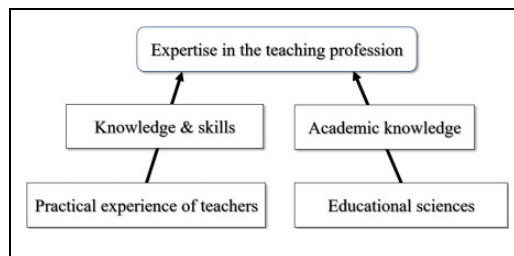 Expertise in the teaching profession
Knowledge & skills
Academic knowledge
Practical experience of teachers
Educational sciences